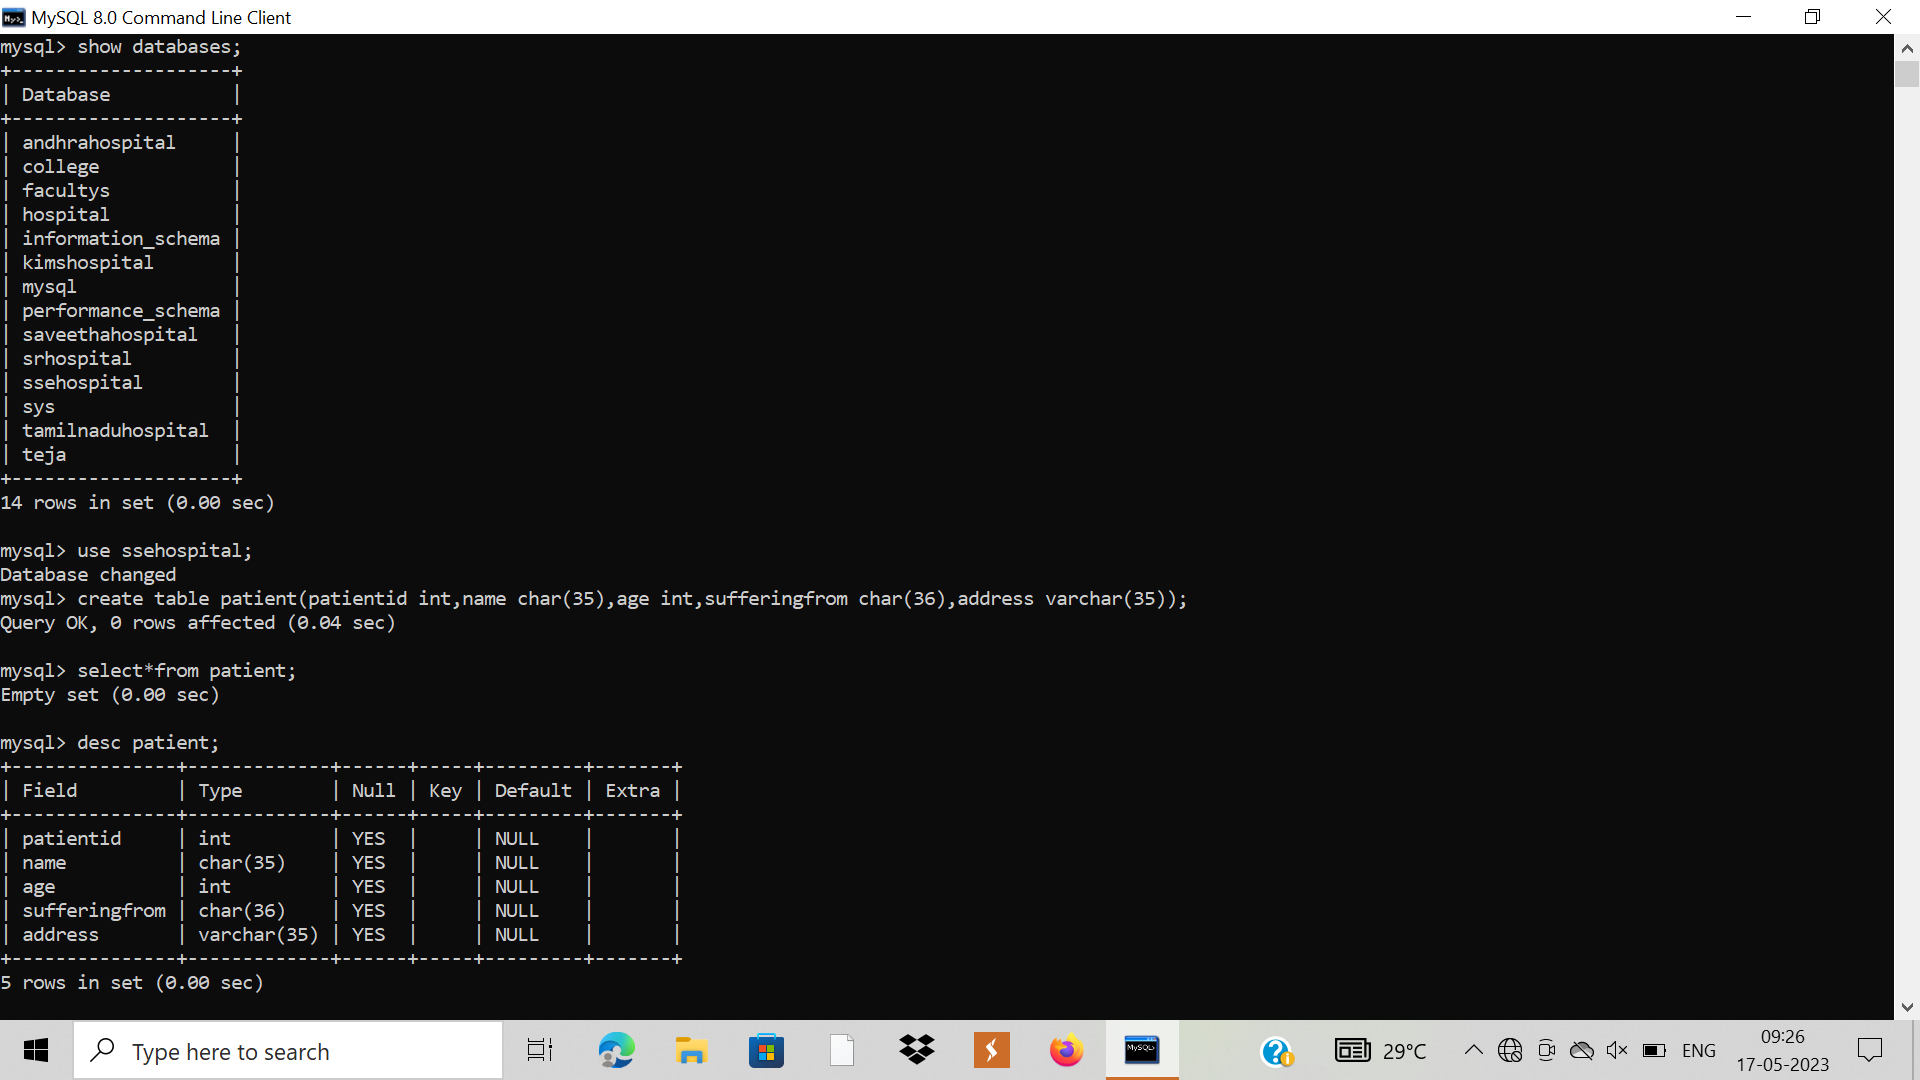 MySQL 8.0 Command Line Client
mysql> show databases;
+--------------------+
| Database           |
+--------------------+
| andhrahospital     |
| college            |
| facultys           |
| hospital           |
| information_schema |
| kimshospital       |
| mysql              |
| performance_schema |
| saveethahospital   |
| srhospital         |
| ssehospital        |
| sys                |
| tamilnaduhospital  |
| teja               |
+--------------------+
14 rows in set (0.00 sec)
mysql> use ssehospital;
Database changed
mysql> create table patient(patientid int,name char(35),age int,sufferingfrom char(36),address varchar(35));
Query OK, 0 rows affected (0.04 sec)
mysql> select*from patient;
Empty set (0.00 sec)
mysql> desc patient;
+---------------+-------------+------+-----+---------+-------+
| Field         | Type        | Null | Key | Default | Extra |
+---------------+-------------+------+-----+---------+-------+
| patientid     | int         | YES  |     | NULL    |       |
| name          | char(35)    | YES  |     | NULL    |       |
| age           | int         | YES  |     | NULL    |       |
| sufferingfrom | char(36)    | YES  |     | NULL    |       |
| address       | varchar(35) | YES  |     | NULL    |       |
+---------------+-------------+------+-----+---------+-------+
5 rows in set (0.00 sec)
Type here to search
MySQL>
29°C
ENG
09:26
17-05-2023